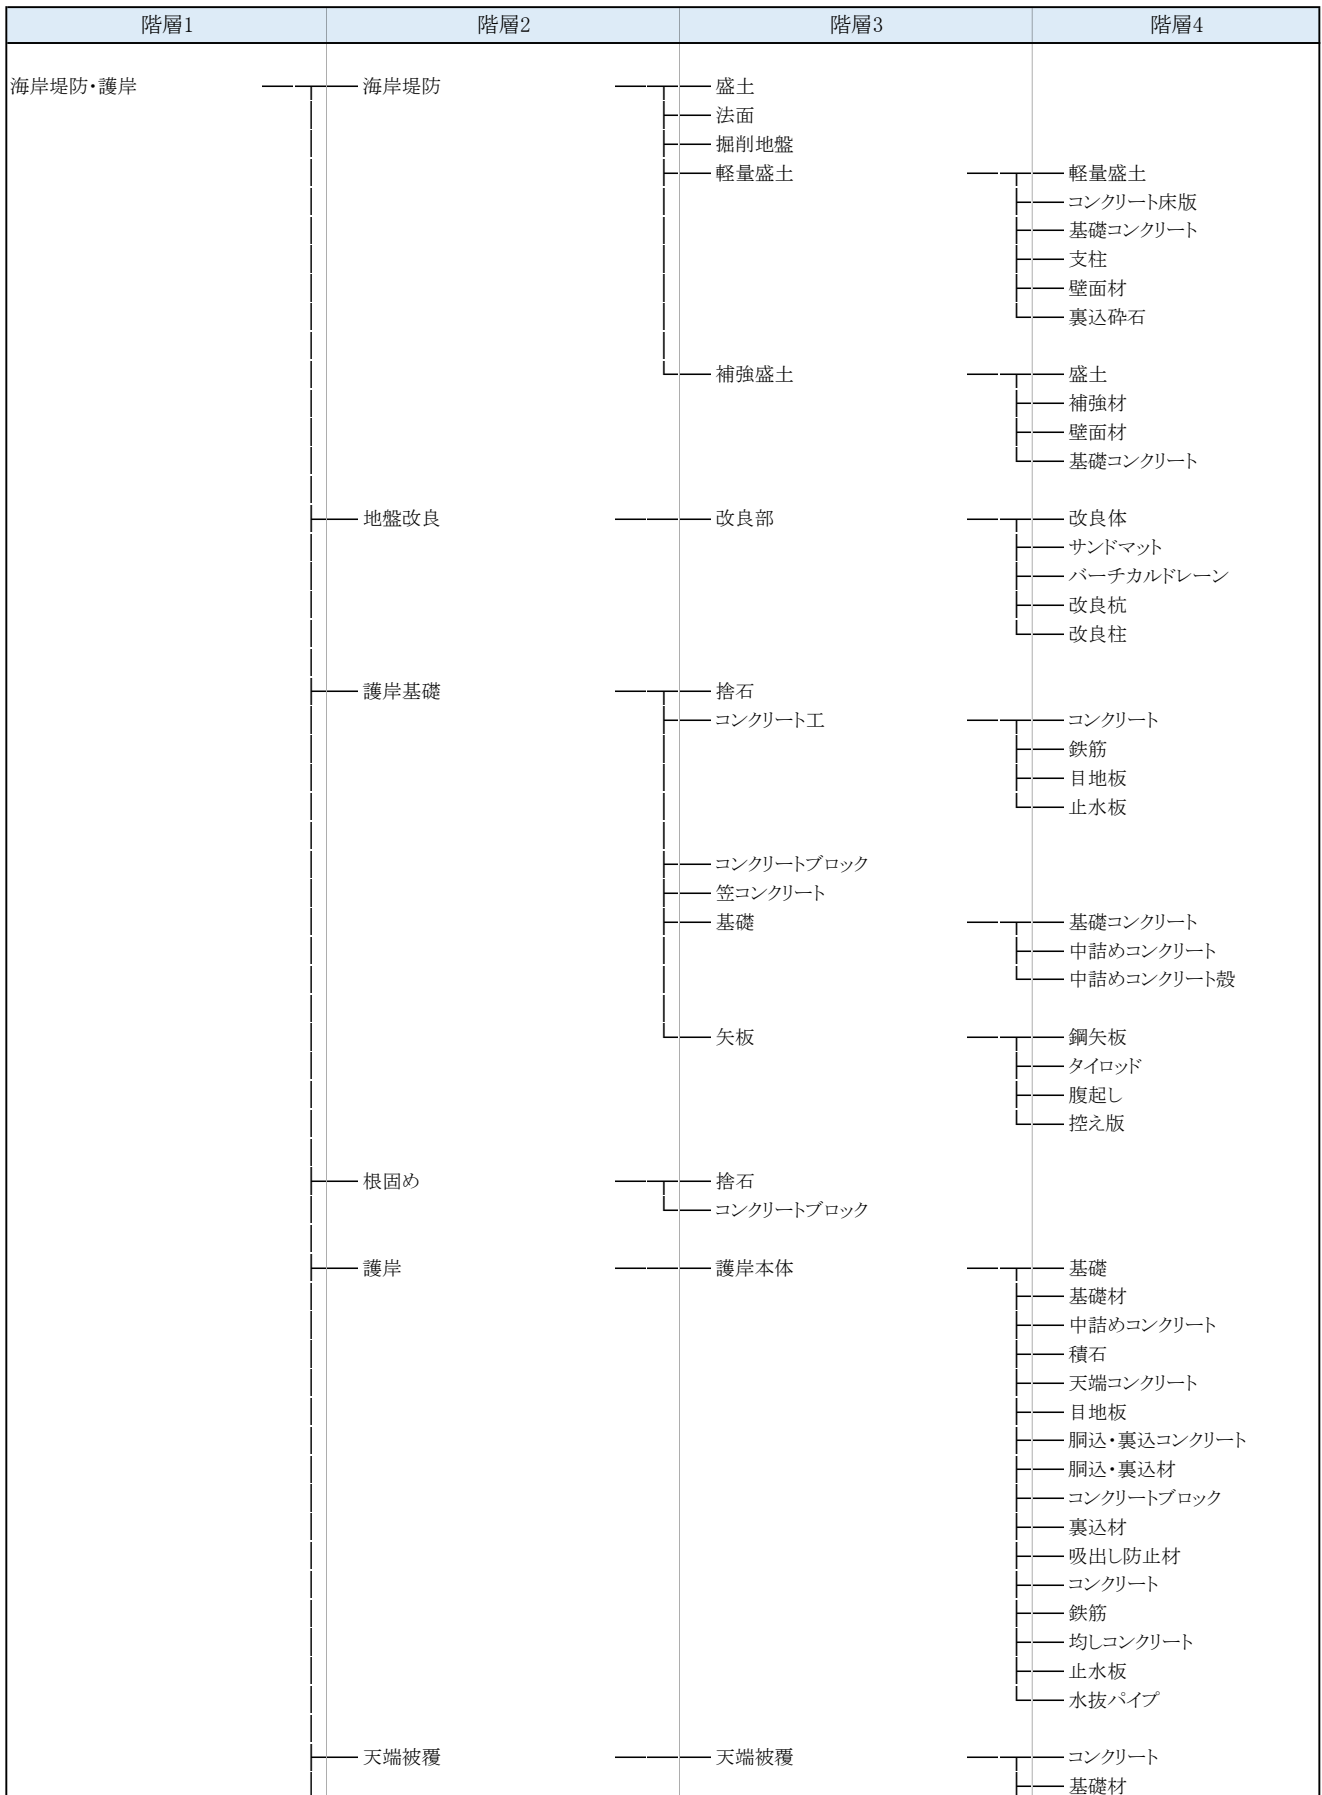 階層1 階層2 階層3 階層4
海岸堤防・護岸 海岸堤防 盛土
法面
掘削地盤
軽量盛土 軽量盛土
コンクリート床版
基礎コンクリート
支柱
壁面材
裏込砕石
補強盛土 盛土
補強材
壁面材
基礎コンクリート
地盤改良 改良部 改良体
サンドマット
バーチカルドレーン
改良杭
改良柱
護岸基礎 捨石
コンクリート工 コンクリート
鉄筋
目地板
止水板
コンクリートブロック
笠コンクリート
基礎 基礎コンクリート
中詰めコンクリート
中詰めコンクリート殻
矢板 鋼矢板
タイロッド
腹起し
控え版
根固め 捨石
コンクリートブロック
護岸 護岸本体 基礎
基礎材
中詰めコンクリート
積石
天端コンクリート
目地板
胴込・裏込コンクリート
胴込・裏込材
コンクリートブロック
裏込材
吸出し防止材
コンクリート
鉄筋
均しコンクリート
止水板
水抜パイプ
天端被覆 天端被覆 コンクリート
基礎材